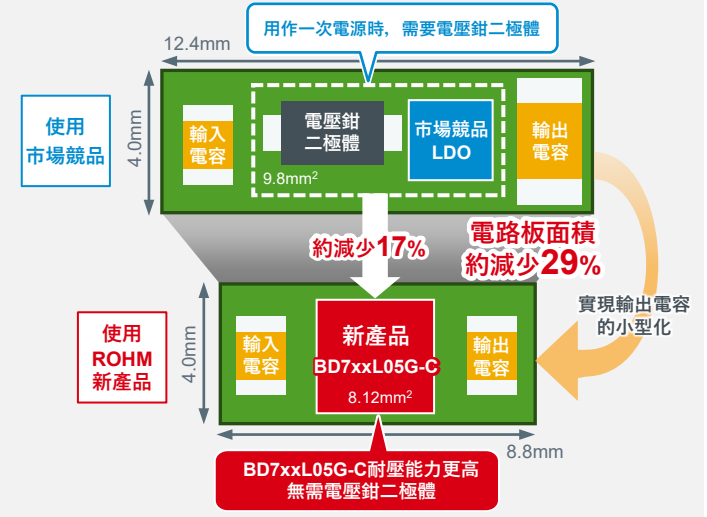 用作一次電源時，需要電壓鉗二極體
12.4mm
使用
市場競品
4.0mm
輸入
電容
電壓鉗
二極體
9.8mm²
市場競品
LDO
輸出
電容
約減少17%
電路板面積
約減少29%
實現輸出電容
的小型化
使用
ROHM
新產品
4.0mm
輸入
電容
新產品
BD7xxL05G-C
8.12mm²
輸出
電容
8.8mm
BD7xxL05G-C耐壓能力更高
無需電壓鉗二極體